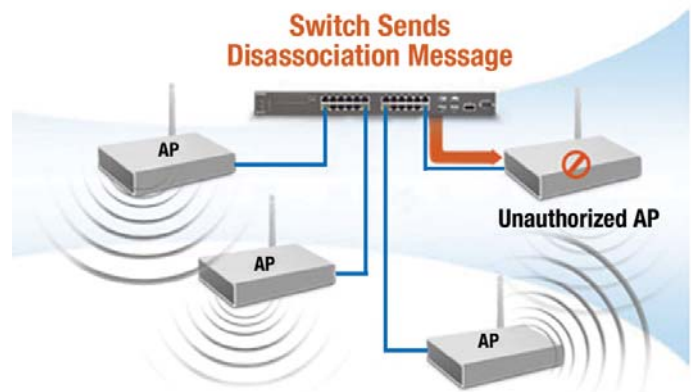 Switch Sends
Disassociation Message
AP
Unauthorized AP
AP
AP